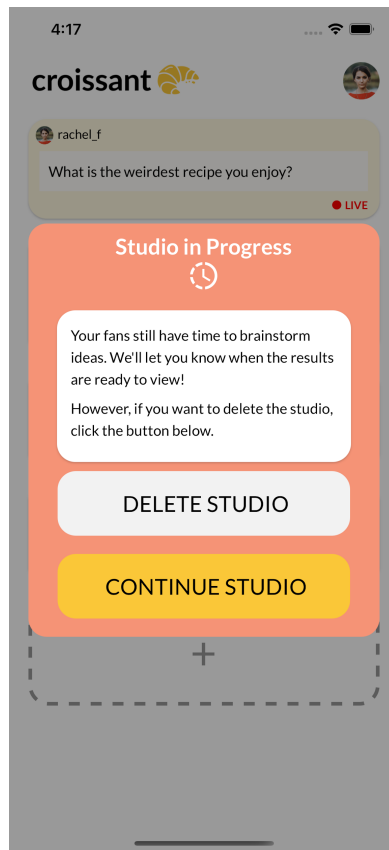 4:17
croissant
rachel_f
What is the weirdest recipe you enjoy?
LIVE
Studio in Progress
Your fans still have time to brainstorm
ideas. We'll let you know when the results
are ready to view!
However, if you want to delete the studio,
click the button below.
DELETE STUDIO
CONTINUE STUDIO
+